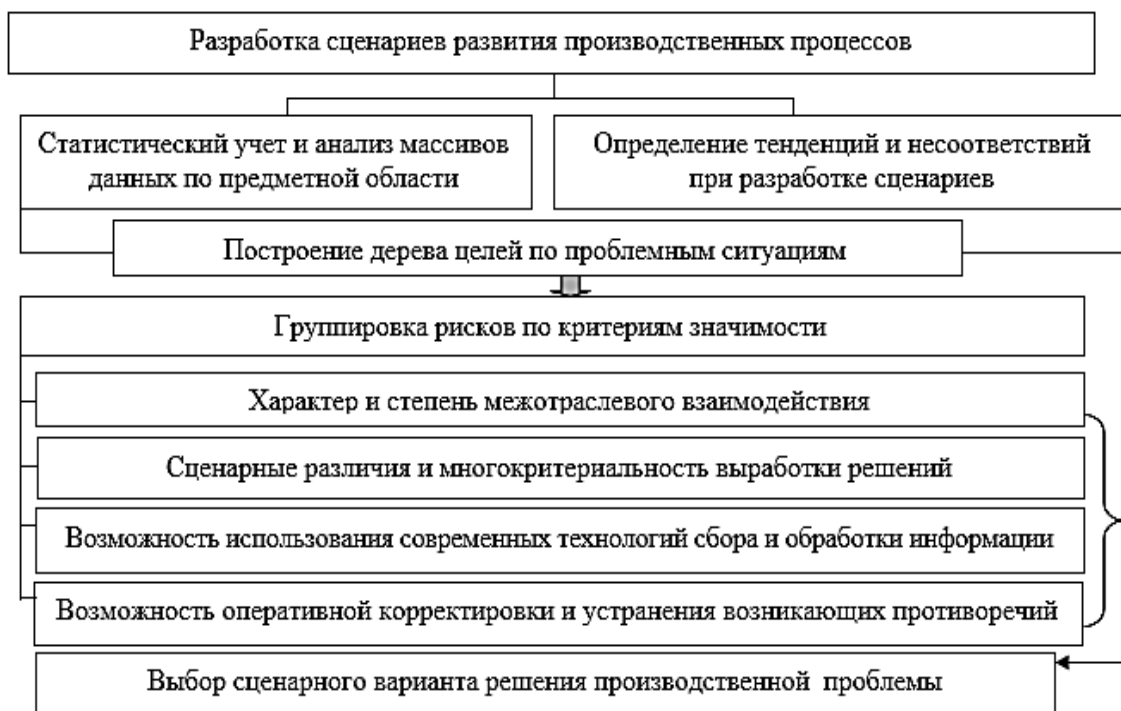 Разработка сценариев развития производственных процессов
Статистический учет и анализ массивов
данных по предметной области
Определение тенденций и несоответствий
при разработке сценариев
Построение дерева целей по проблемным ситуациям
Группировка рисков по критериям значимости
Характер и степень межотраслевого взаимодействия
Сценарные различия и многокритериальность выработки решений
Возможность использования современных технологий сбора и обработки информации
Возможность оперативной корректировки и устранения возникающих противоречий
Выбор сценарного варианта решения производственной проблемы